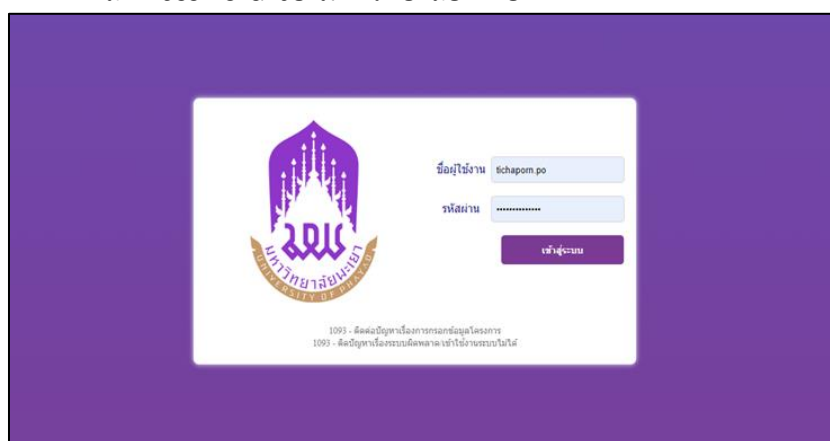 ชื่อผู้ใช้งาน tichaporn.po
รหัสผ่าน ••••••••••••••
เข้าสู่ระบบ
มพย
มหาวิทยาลัยพะเยา
UNIVERSITY OF PHAYAO
1093 - ติดต่อปัญหาเรื่องการกรอกข้อมูลโครงการ
1093 - ติดปัญหาเรื่องระบบผิดพลาด/เข้าใช้งานระบบไม่ได้